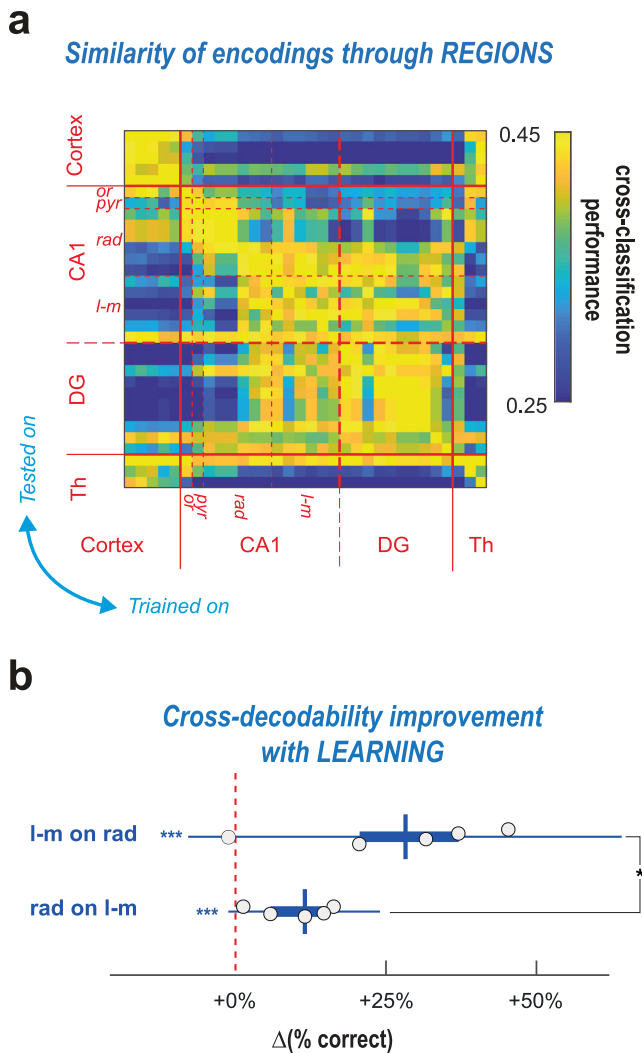 a
Similarity of encodings through REGIONS
Cortex
or
pyr
CA1
rad
l-m
DG
Th
0.45
0.25
cross-classification
performance
Tested on
or
pyr
rad
l-m
Cortex
CA1
DG
Th
Triained on
b
Cross-decodability improvement
with LEARNING
l-m on rad
***
*
rad on l-m
***
+0%
+25%
+50%
Δ(% correct)